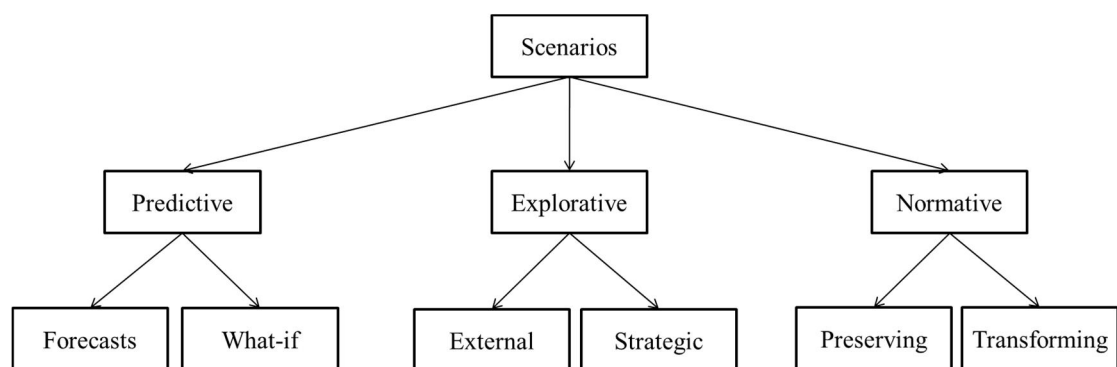 Scenarios
Predictive
Explorative
Normative
Forecasts
What-if
External
Strategic
Preserving
Transforming